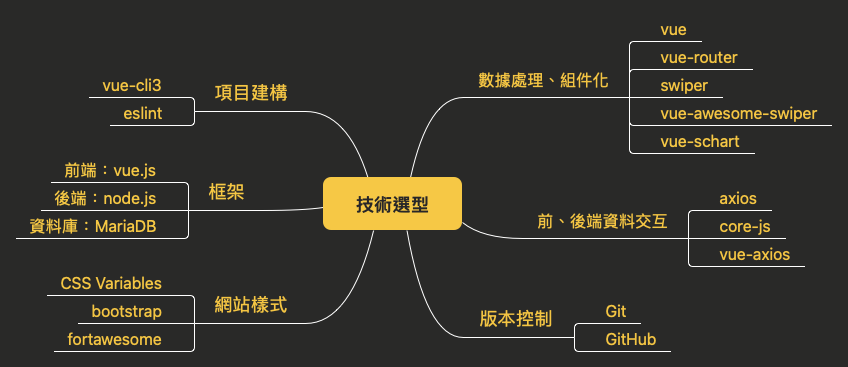 技術選型
項目建構
vue-cli3
eslint
框架
前端：vue.js
後端：node.js
資料庫：MariaDB
網站樣式
CSS Variables
bootstrap
fortawesome
數據處理、組件化
vue
vue-router
swiper
vue-awesome-swiper
vue-schart
前、後端資料交互
axios
core-js
vue-axios
版本控制
Git
GitHub